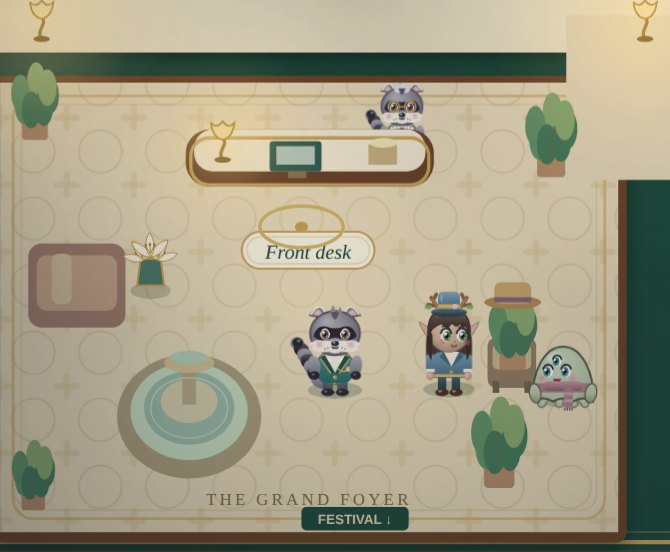 Front desk
THE GRAND FOYER
FESTIVAL ↓